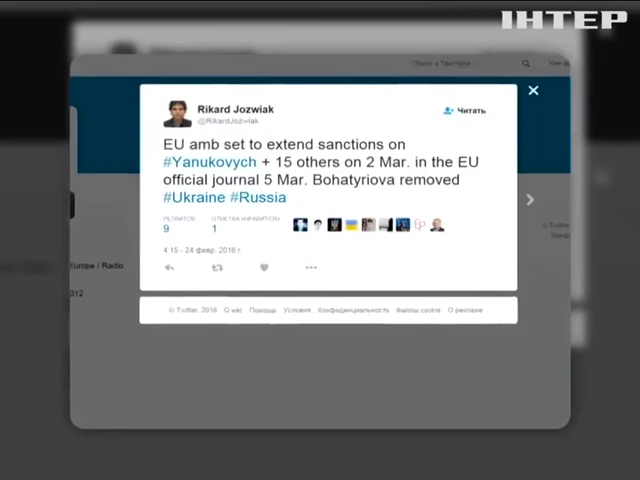 ІНТЕР
Поиск в Твиттере
Rikard Jozwiak
@RikardJozwiak
Читать
EU amb set to extend sanctions on
#Yanukovych + 15 others on 2 Mar. in the EU
official journal 5 Mar. Bohatyriova removed
#Ukraine #Russia
РЕТВИТОВ
9
ОТМЕТКА «НРАВИТСЯ»
1
4:15 - 24 февр. 2016 г.
Europe / Radio
012
© Twitter, 2016 О нас Помощь Условия Конфиденциальность Файлы cookie О рекламе